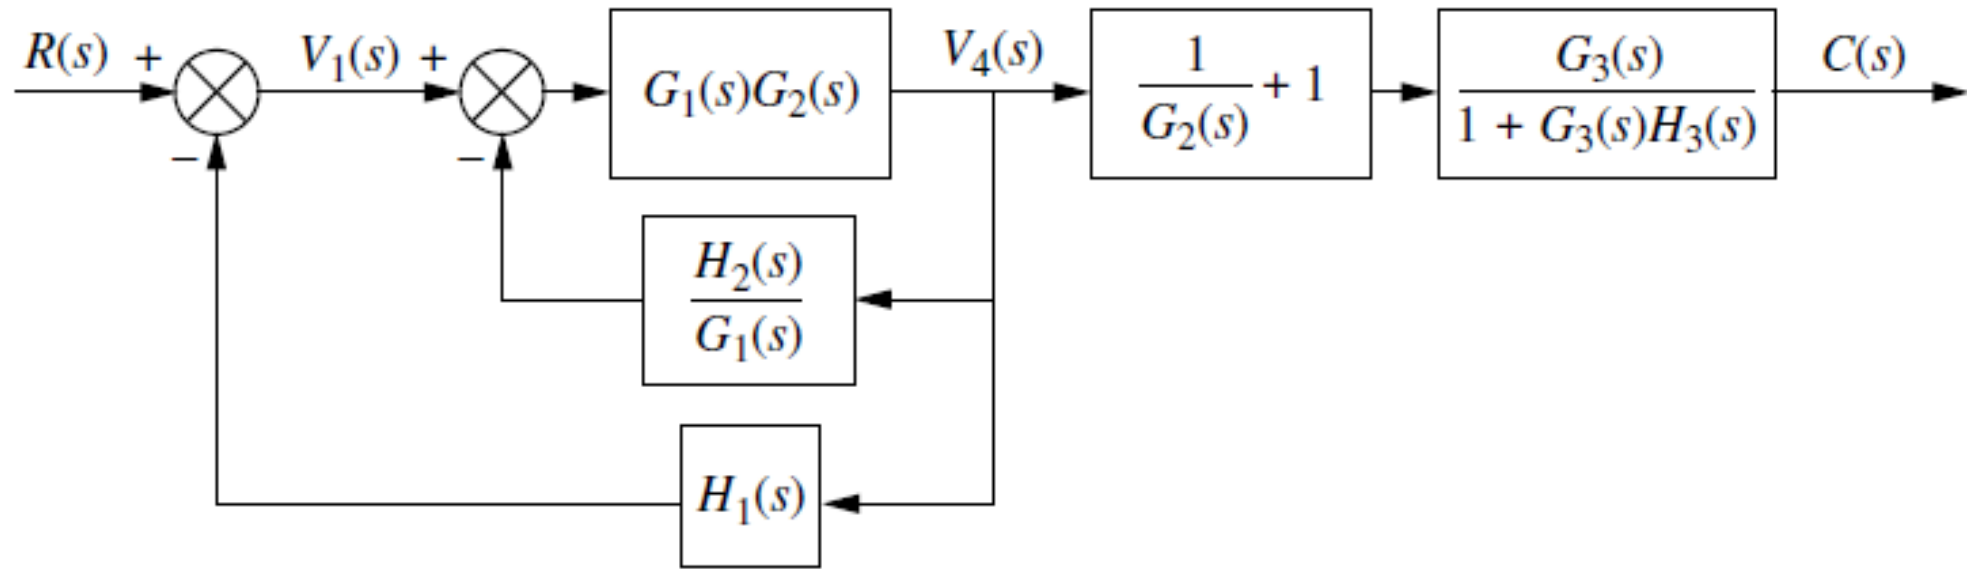 R(s) + V₁(s) + G₁(s)G₂(s) V₄(s) 1/G₂(s) + 1 G₃(s)/1 + G₃(s)H₃(s) C(s)
− −
H₂(s)/G₁(s)
H₁(s)